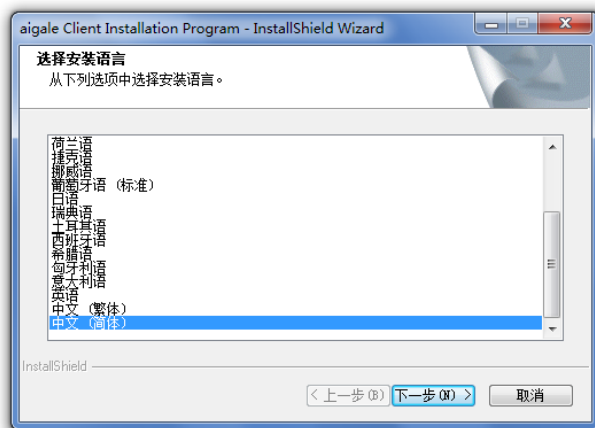 aigale Client Installation Program - InstallShield Wizard
选择安装语言
从下列选项中选择安装语言。
荷兰语
捷克语
挪威语
葡萄牙语 (标准)
日语
瑞典语
土耳其语
西班牙语
希腊语
匈牙利语
意大利语
英语
中文 (繁体)
中文 (简体)
InstallShield
< 上一步(B)
下一步(N) >
取消